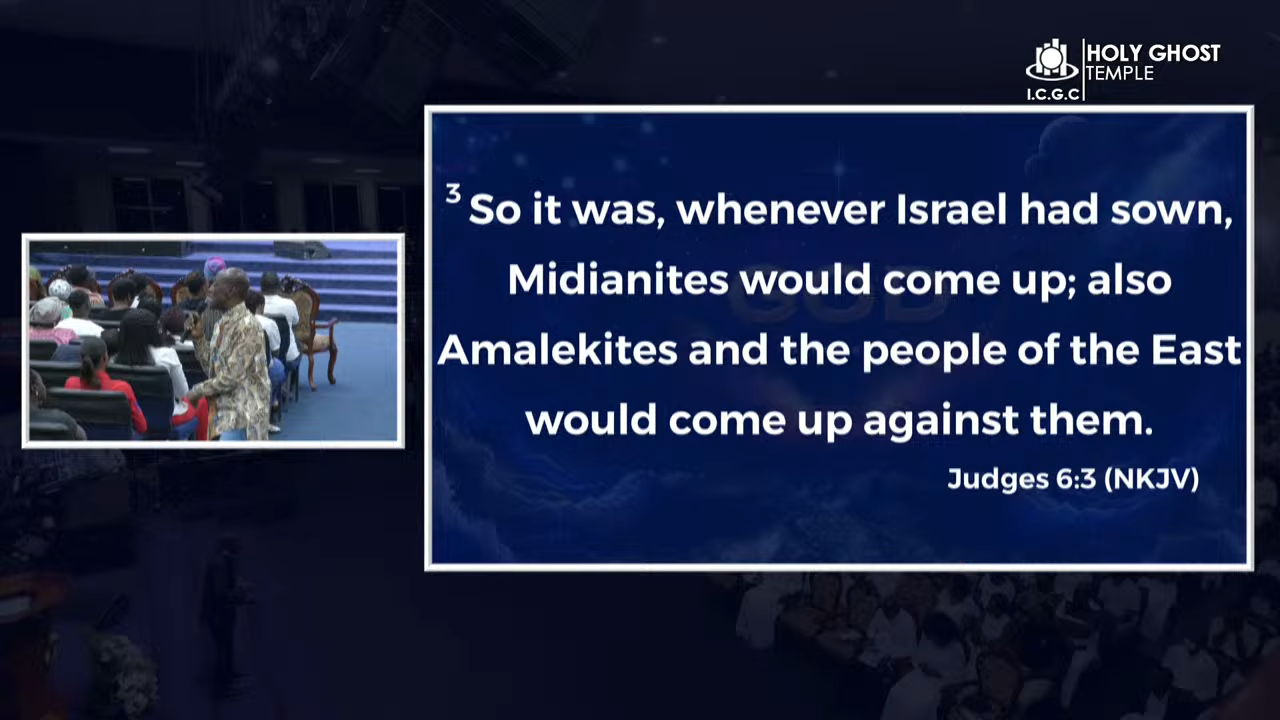 HOLY GHOST
TEMPLE
I.C.G.C
3 So it was, whenever Israel had sown,
Midianites would come up; also
Amalekites and the people of the East
would come up against them.
Judges 6:3 (NKJV)